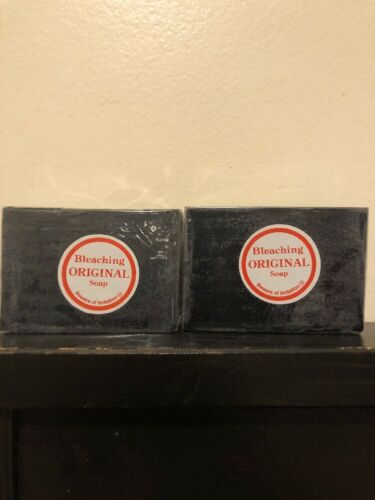 Bleaching
ORIGINAL
Soap
Beware of Imitation
Bleaching
ORIGINAL
Soap
Beware of Imitation